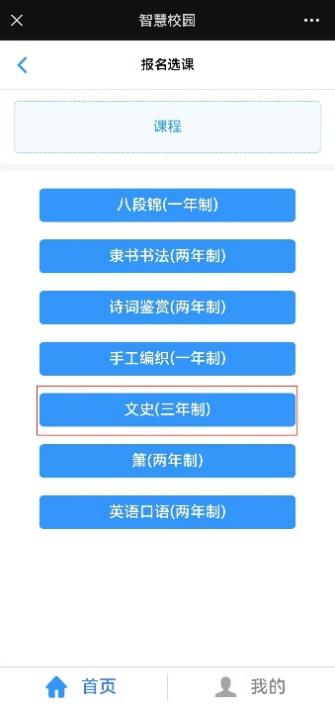 智慧校园
报名选课
课程
八段锦(一年制)
隶书书法(两年制)
诗词鉴赏(两年制)
手工编织(一年制)
文史(三年制)
箫(两年制)
英语口语(两年制)
首页
我的